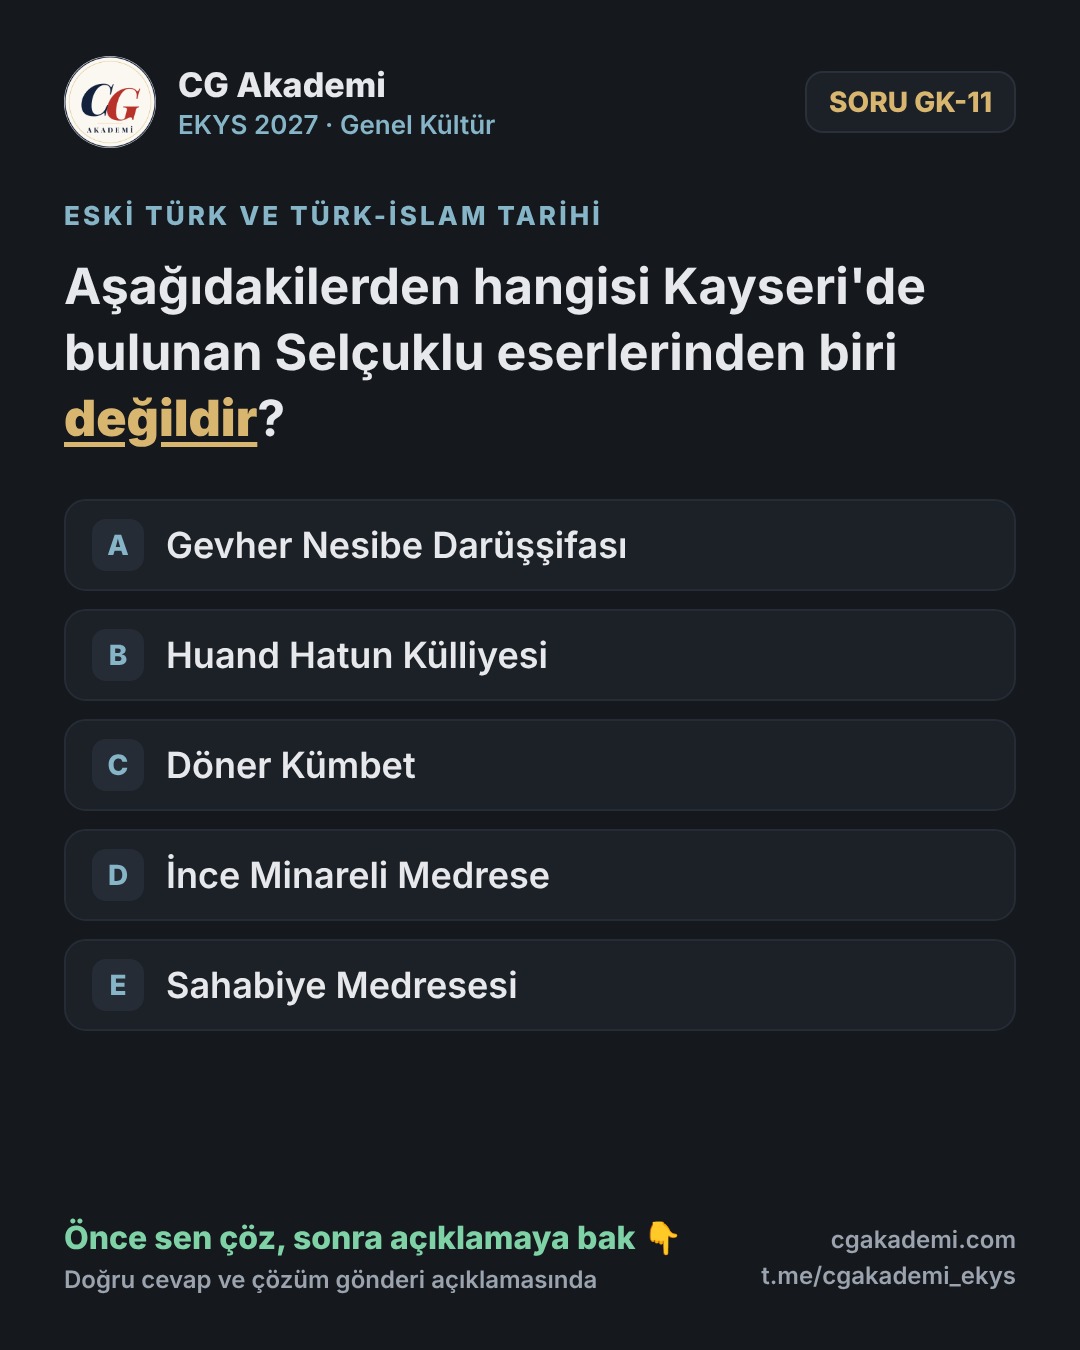 CG
AKADEMİ
CG Akademi
EKYS 2027 · Genel Kültür
SORU GK-11
ESKİ TÜRK VE TÜRK-İSLAM TARİHİ
Aşağıdakilerden hangisi Kayseri'de
bulunan Selçuklu eserlerinden biri
değildir?
A Gevher Nesibe Darüşşifası
B Huand Hatun Külliyesi
C Döner Kümbet
D İnce Minareli Medrese
E Sahabiye Medresesi
Önce sen çöz, sonra açıklamaya bak 👇
Doğru cevap ve çözüm gönderi açıklamasında
cgakademi.com
t.me/cgakademi_ekys